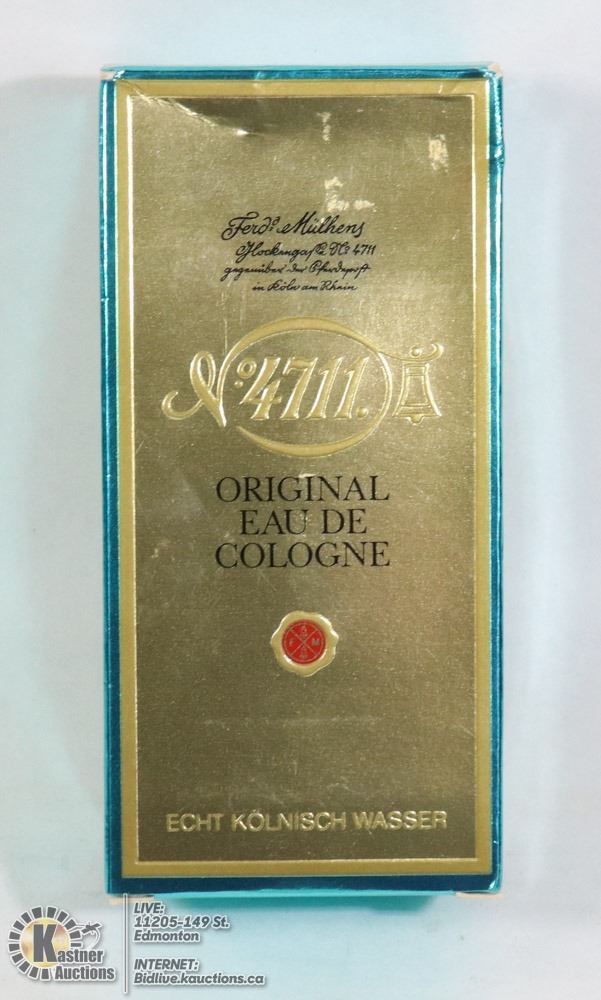 Ferd. Mülhens
Glockengaße No 4711
gegenüber der Pferdepost
in Köln am Rhein
No. 4711.
ORIGINAL
EAU DE
COLOGNE
F M
ECHT KÖLNISCH WASSER
Kastner
Auctions
LIVE:
11205-149 St.
Edmonton
INTERNET:
Bidlive.kauctions.ca